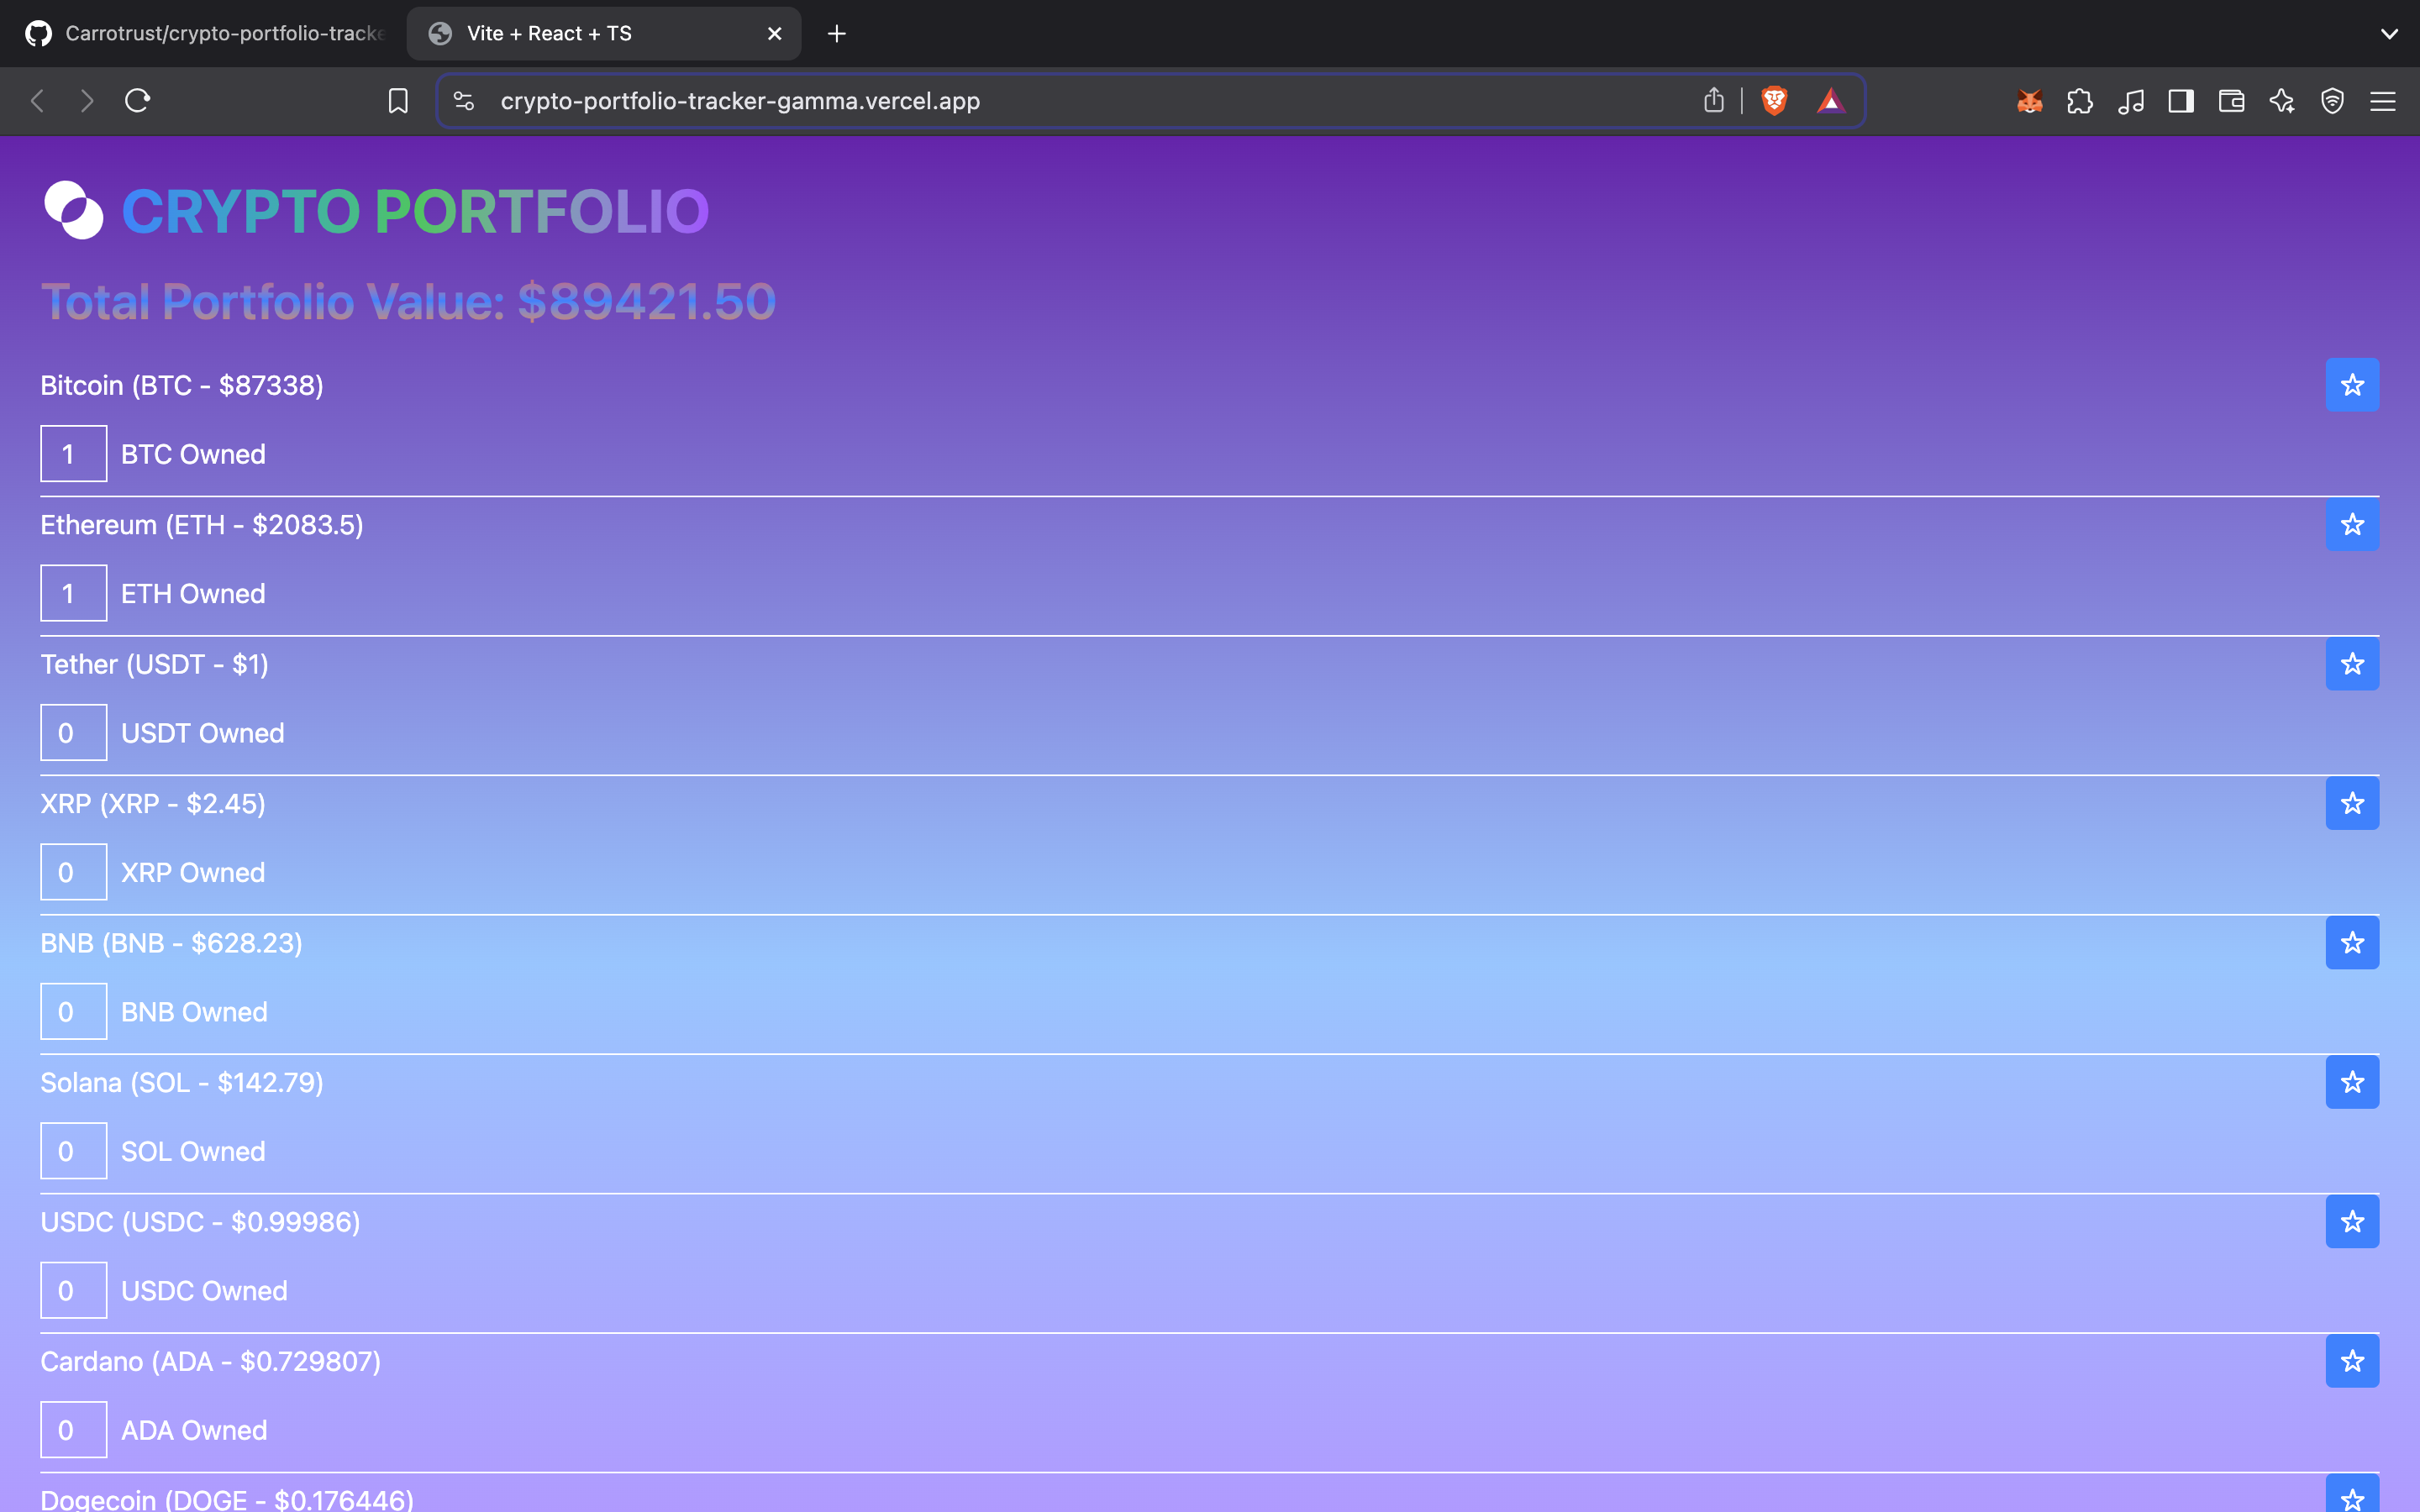 Carrotrust/crypto-portfolio-tracke
Vite + React + TS
crypto-portfolio-tracker-gamma.vercel.app
CRYPTO PORTFOLIO
Total Portfolio Value: $89421.50
Bitcoin (BTC - $87338)
1 BTC Owned
Ethereum (ETH - $2083.5)
1 ETH Owned
Tether (USDT - $1)
0 USDT Owned
XRP (XRP - $2.45)
0 XRP Owned
BNB (BNB - $628.23)
0 BNB Owned
Solana (SOL - $142.79)
0 SOL Owned
USDC (USDC - $0.99986)
0 USDC Owned
Cardano (ADA - $0.729807)
0 ADA Owned
Dogecoin (DOGE - $0.176446)